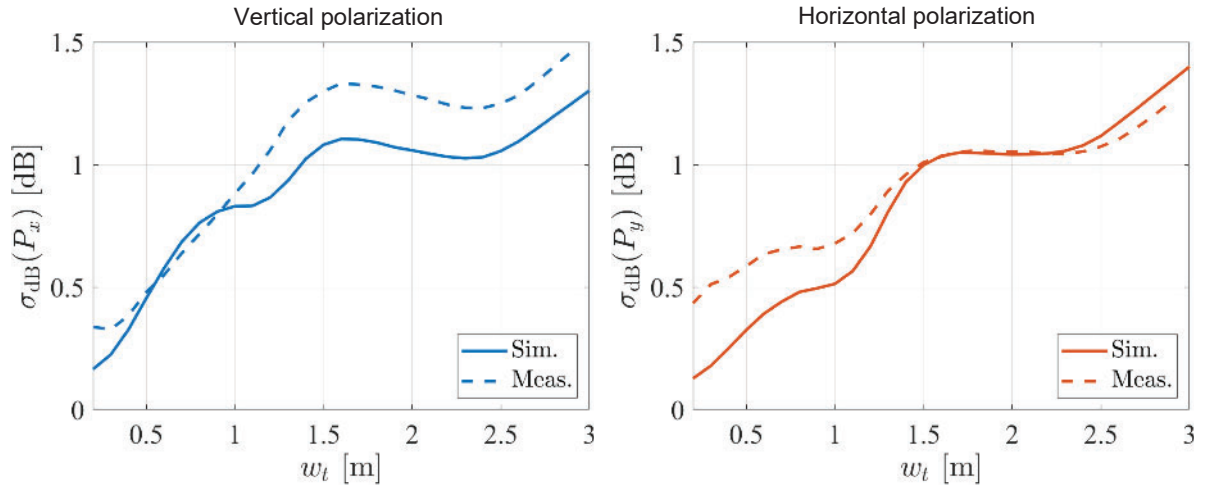 Vertical polarization
1.5
1
0.5
0
σdB(Px) [dB]
0.5 1 1.5 2 2.5 3
wt [m]
Sim.
Meas.
Horizontal polarization
1.5
1
0.5
0
σdB(Py) [dB]
0.5 1 1.5 2 2.5 3
wt [m]
Sim.
Meas.